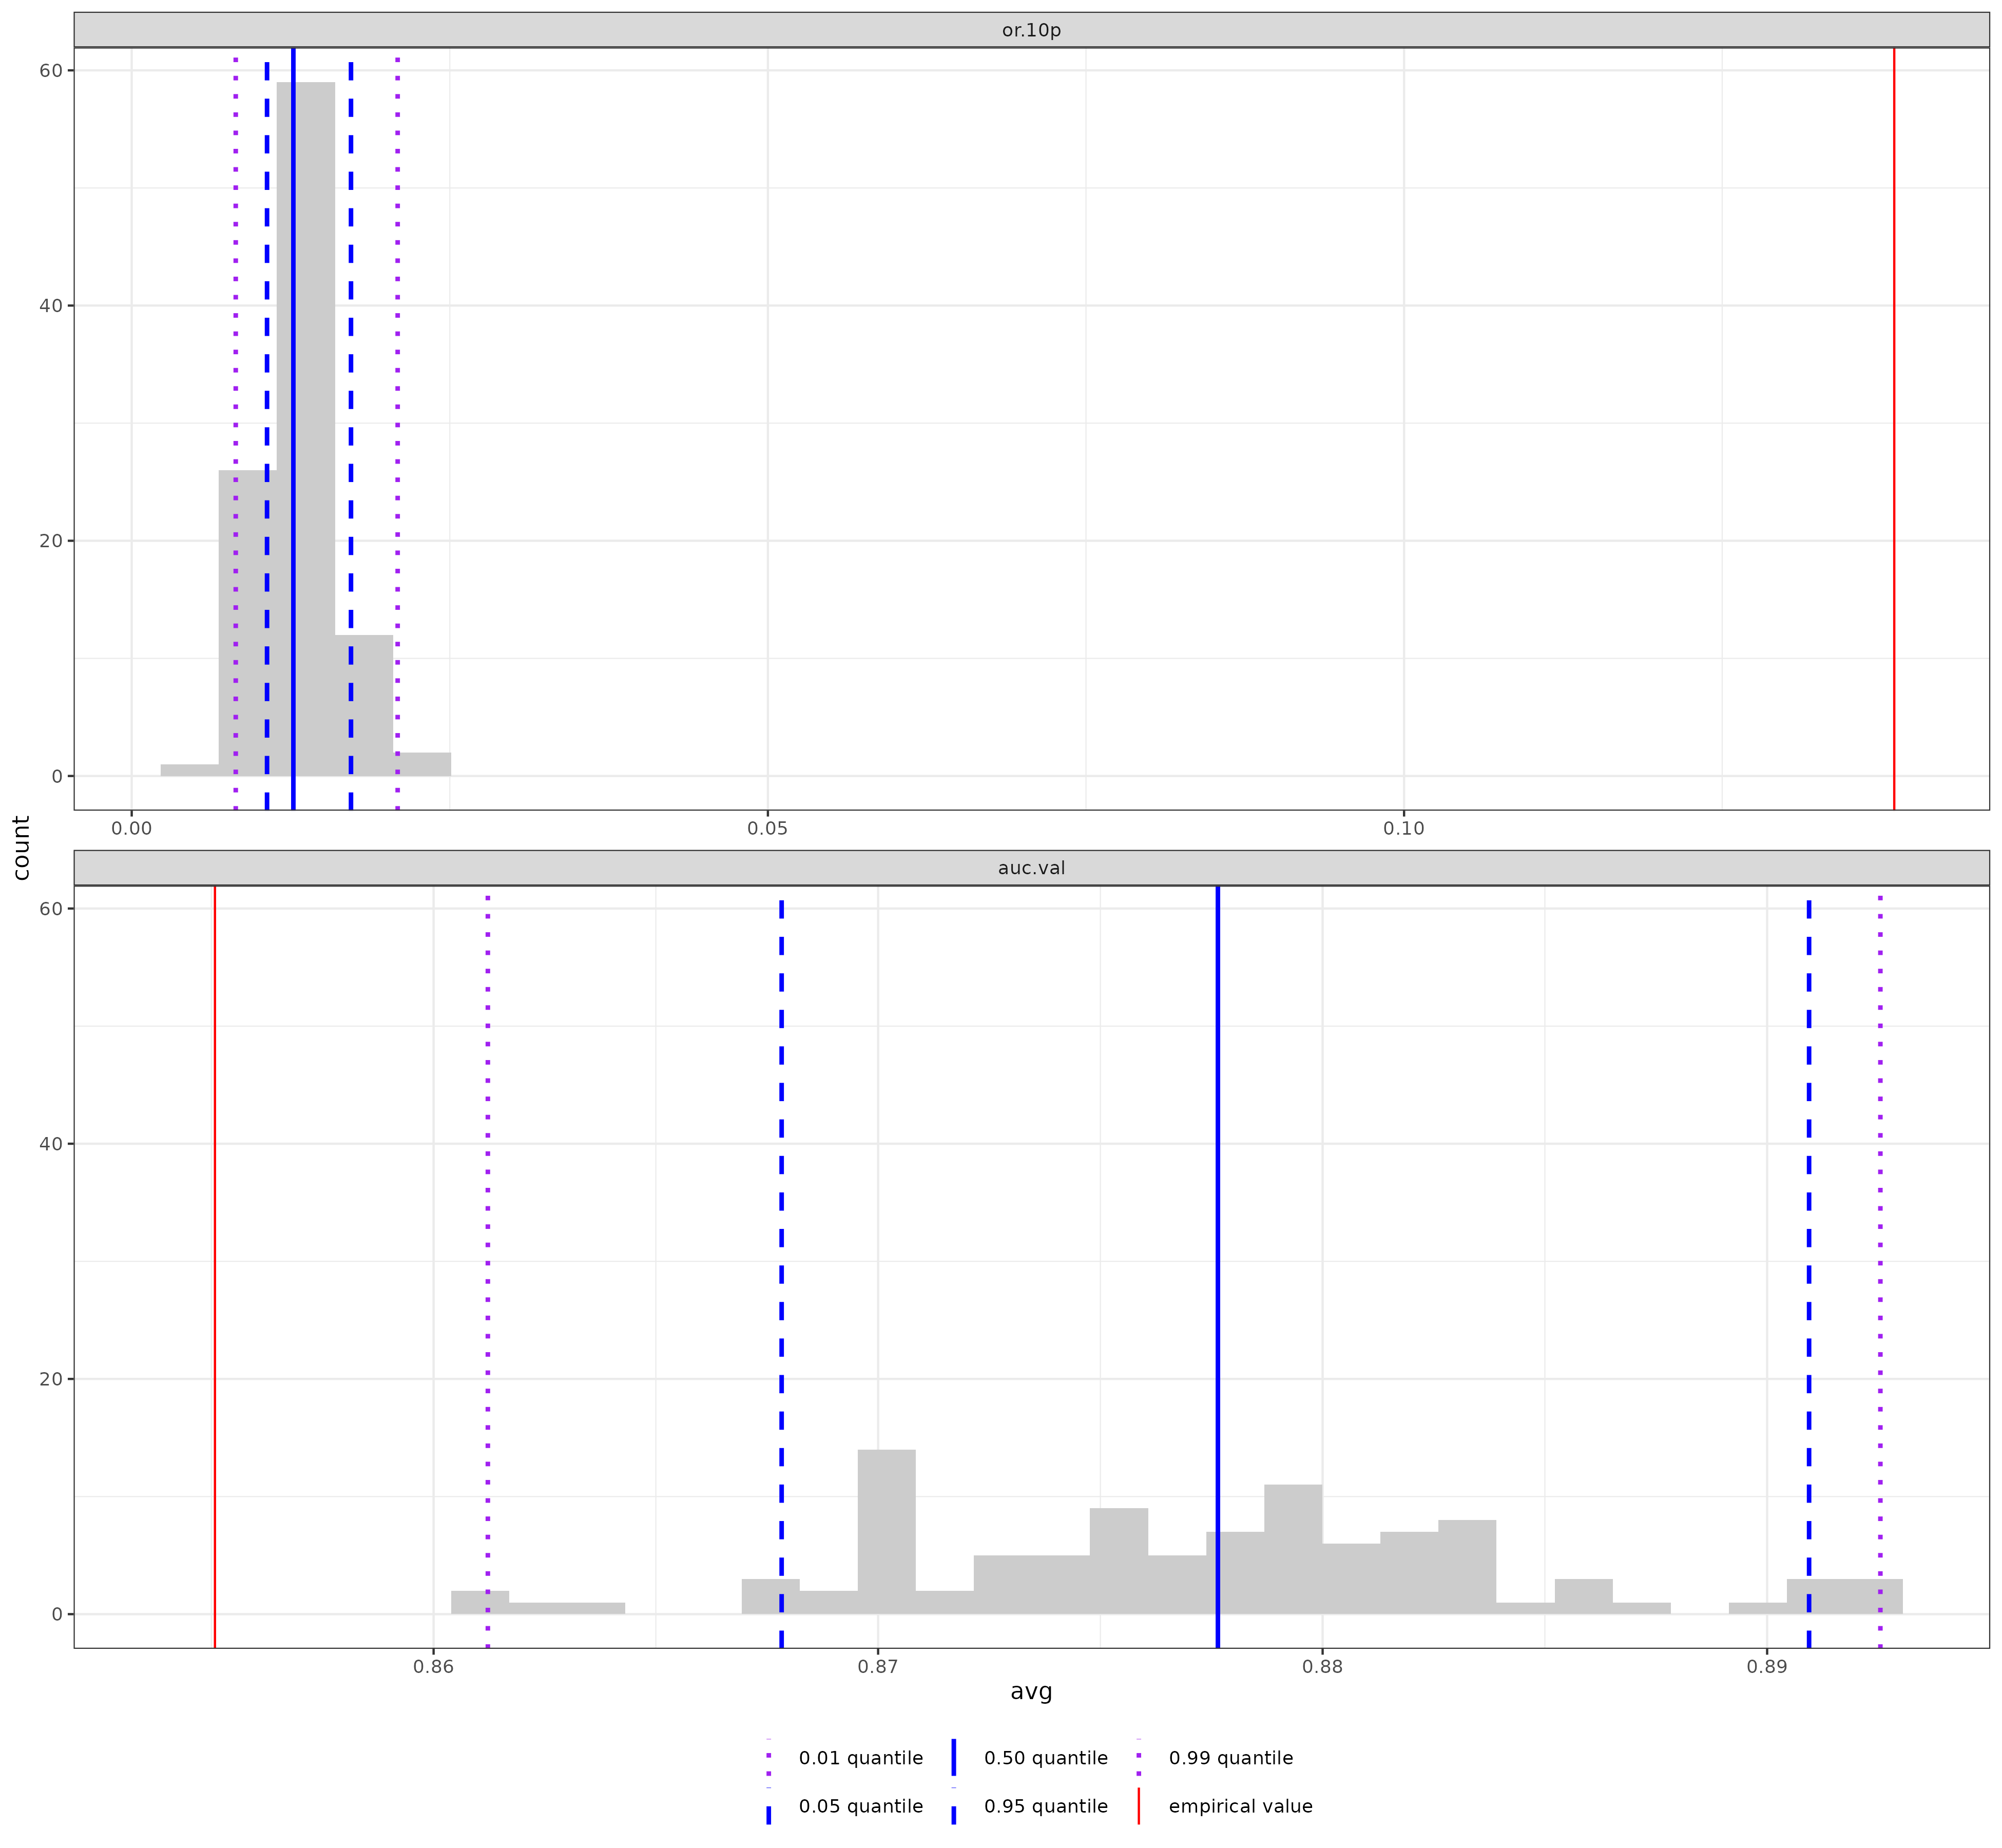 or.10p
60
40
20
0
0.00 0.05 0.10
count
auc.val
60
40
20
0
0.86 0.87 0.88 0.89
avg
0.01 quantile 0.50 quantile 0.99 quantile
0.05 quantile 0.95 quantile empirical value